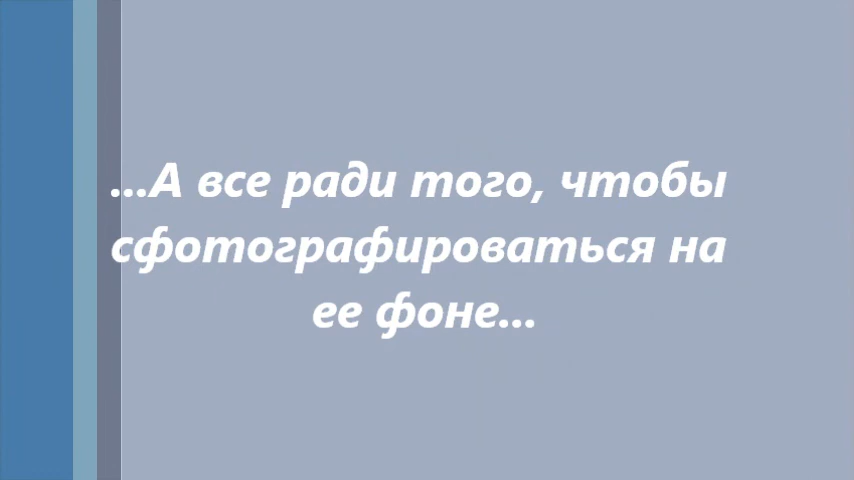 ...А все ради того, чтобы
сфотографироваться на
ее фоне...